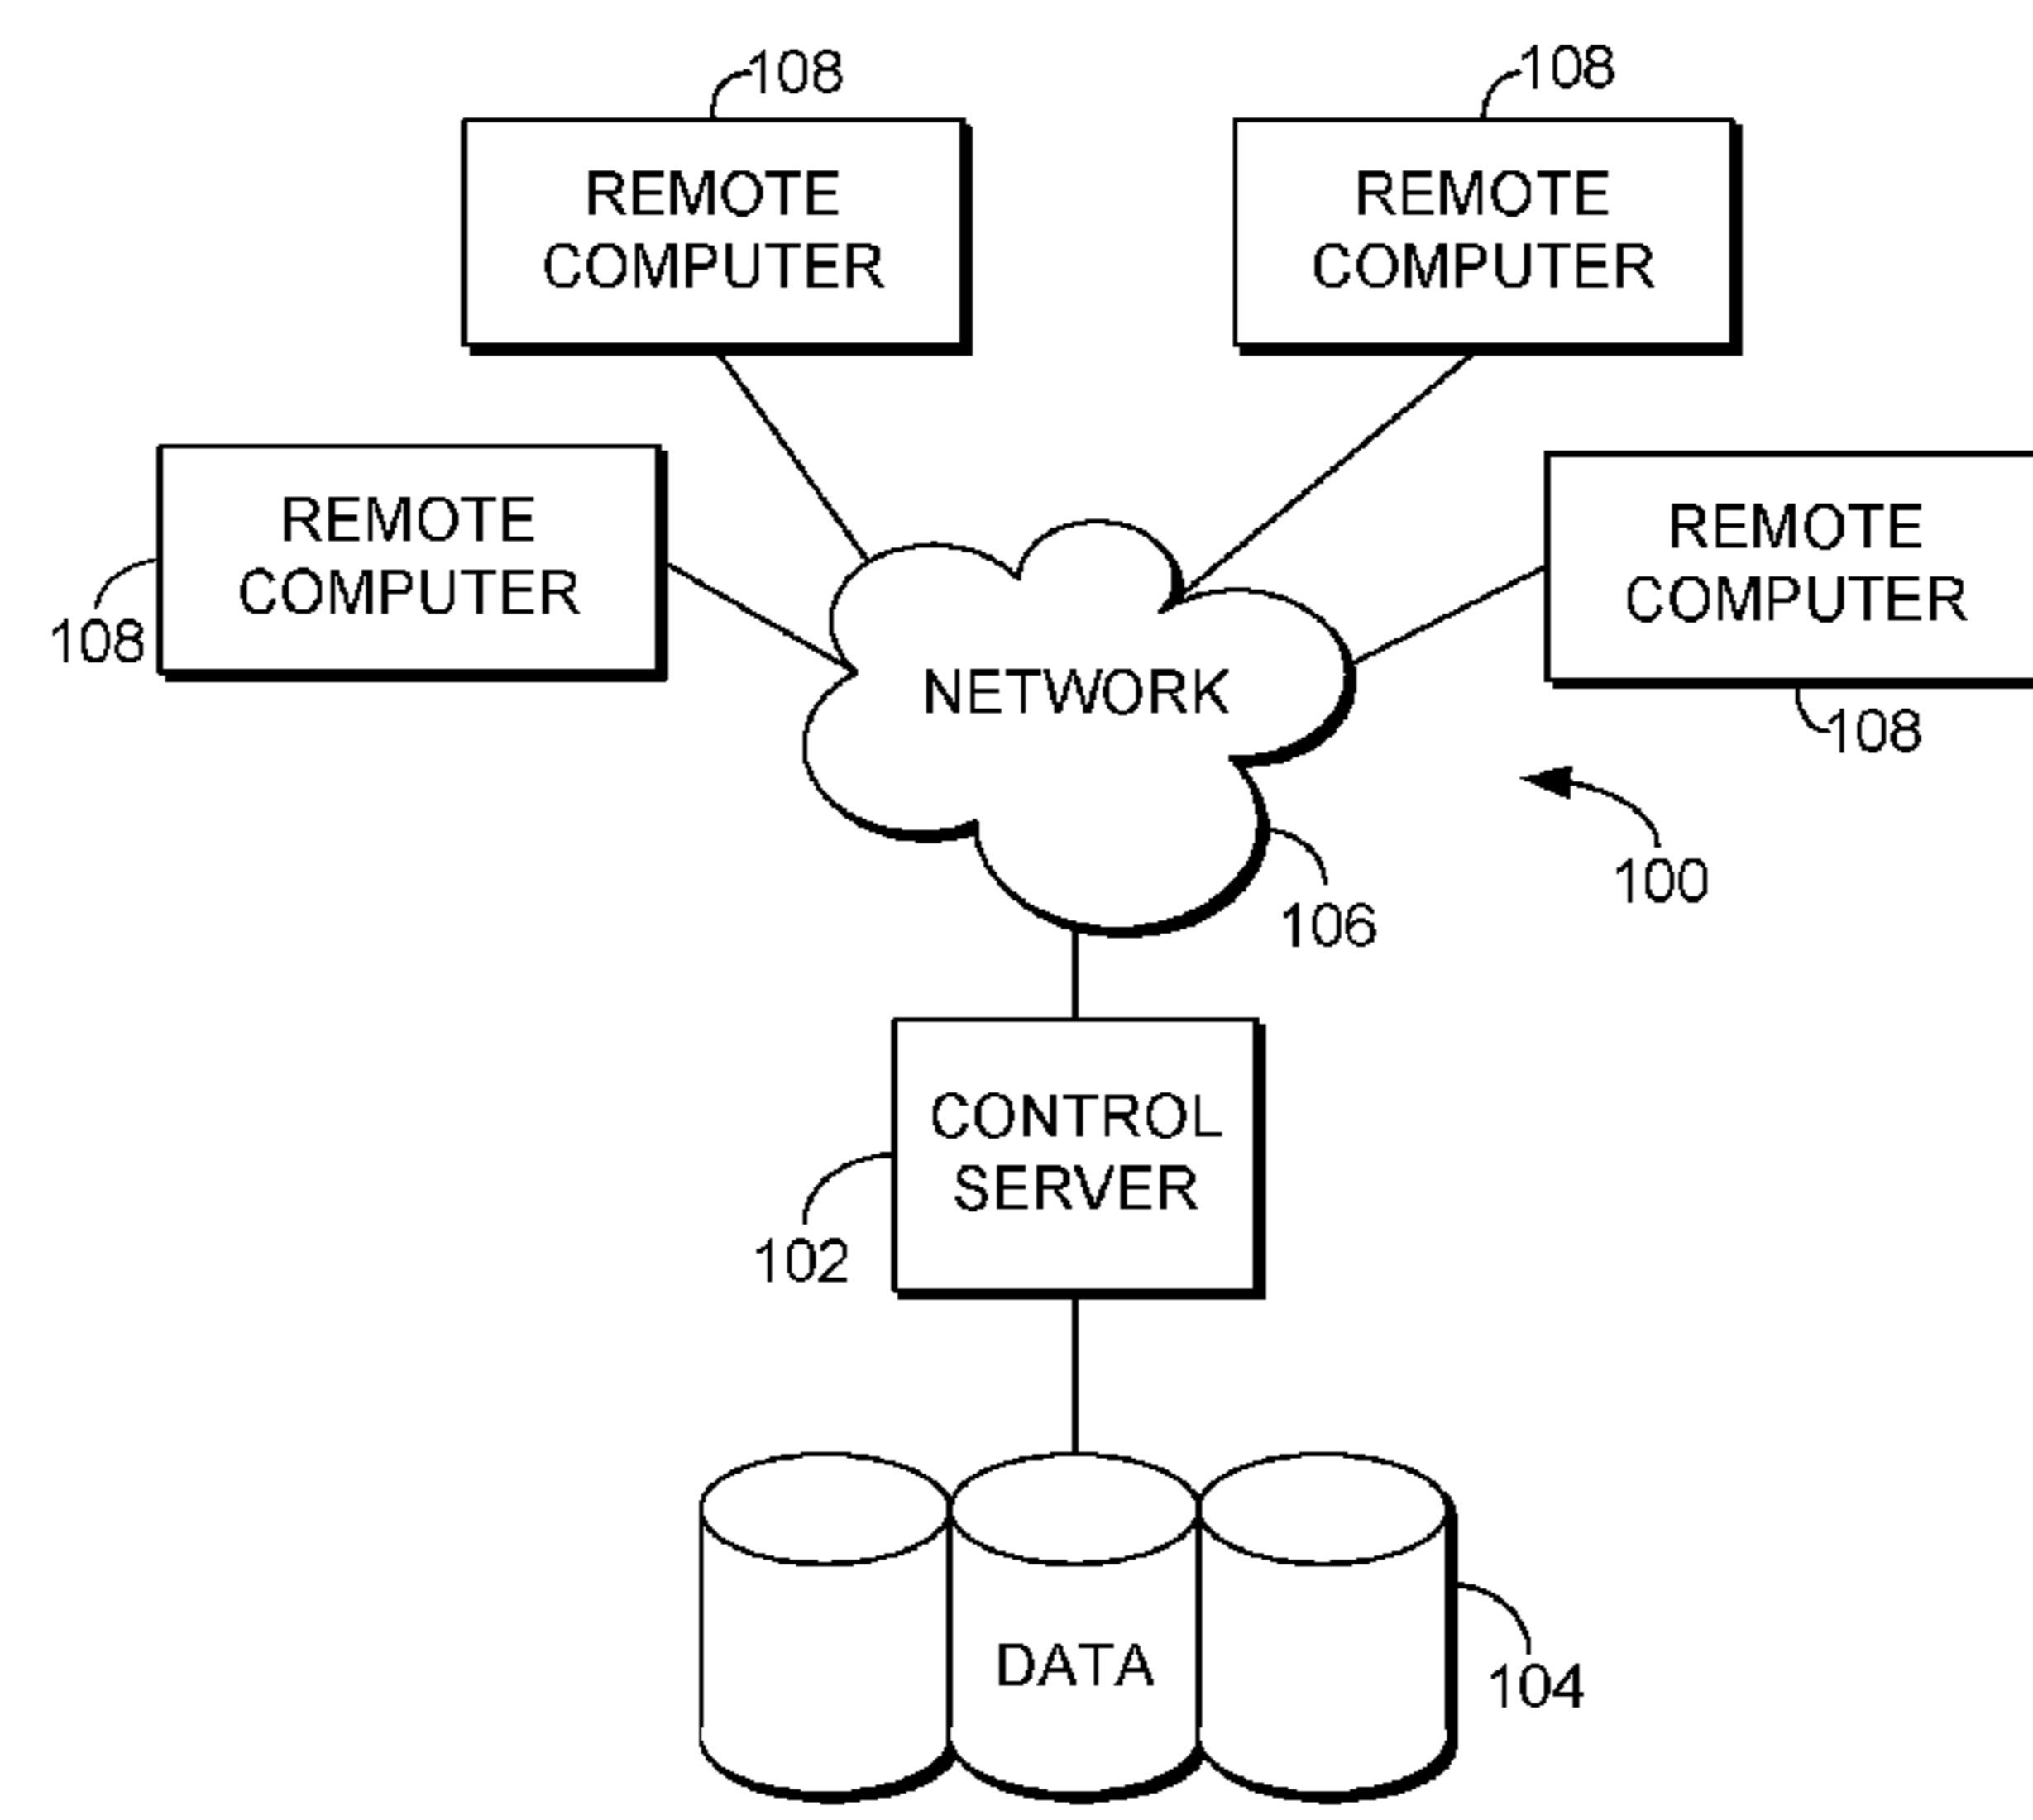 108
108
REMOTE
COMPUTER
REMOTE
COMPUTER
REMOTE
COMPUTER
108
REMOTE
COMPUTER
108
NETWORK
100
106
CONTROL
SERVER
102
DATA
104